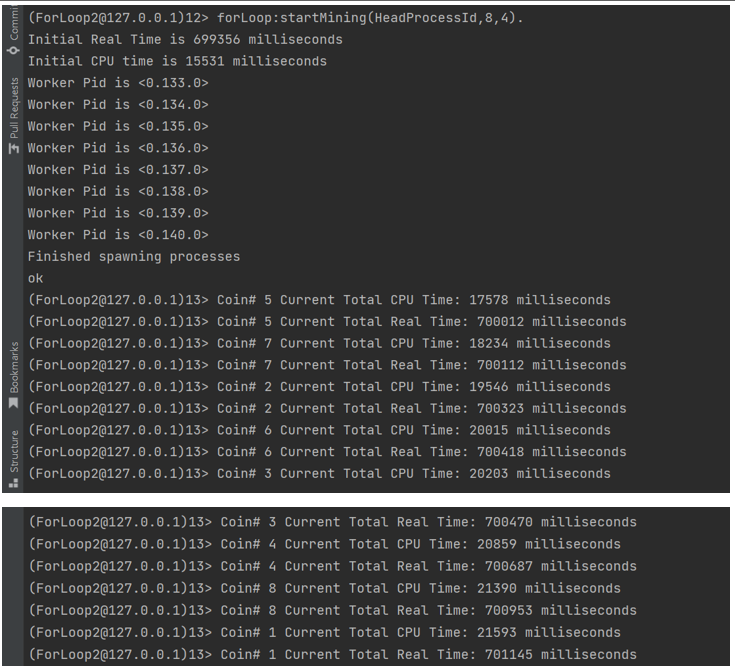 Commi
Pull Requests
Bookmarks
Structure
(ForLoop2@127.0.0.1)12> forLoop:startMining(HeadProcessId,8,4).
Initial Real Time is 699356 milliseconds
Initial CPU time is 15531 milliseconds
Worker Pid is <0.133.0>
Worker Pid is <0.134.0>
Worker Pid is <0.135.0>
Worker Pid is <0.136.0>
Worker Pid is <0.137.0>
Worker Pid is <0.138.0>
Worker Pid is <0.139.0>
Worker Pid is <0.140.0>
Finished spawning processes
ok
(ForLoop2@127.0.0.1)13> Coin# 5 Current Total CPU Time: 17578 milliseconds
(ForLoop2@127.0.0.1)13> Coin# 5 Current Total Real Time: 700012 milliseconds
(ForLoop2@127.0.0.1)13> Coin# 7 Current Total CPU Time: 18234 milliseconds
(ForLoop2@127.0.0.1)13> Coin# 7 Current Total Real Time: 700112 milliseconds
(ForLoop2@127.0.0.1)13> Coin# 2 Current Total CPU Time: 19546 milliseconds
(ForLoop2@127.0.0.1)13> Coin# 2 Current Total Real Time: 700323 milliseconds
(ForLoop2@127.0.0.1)13> Coin# 6 Current Total CPU Time: 20015 milliseconds
(ForLoop2@127.0.0.1)13> Coin# 6 Current Total Real Time: 700418 milliseconds
(ForLoop2@127.0.0.1)13> Coin# 3 Current Total CPU Time: 20203 milliseconds
(ForLoop2@127.0.0.1)13> Coin# 3 Current Total Real Time: 700470 milliseconds
(ForLoop2@127.0.0.1)13> Coin# 4 Current Total CPU Time: 20859 milliseconds
(ForLoop2@127.0.0.1)13> Coin# 4 Current Total Real Time: 700687 milliseconds
(ForLoop2@127.0.0.1)13> Coin# 8 Current Total CPU Time: 21390 milliseconds
(ForLoop2@127.0.0.1)13> Coin# 8 Current Total Real Time: 700953 milliseconds
(ForLoop2@127.0.0.1)13> Coin# 1 Current Total CPU Time: 21593 milliseconds
(ForLoop2@127.0.0.1)13> Coin# 1 Current Total Real Time: 701145 milliseconds